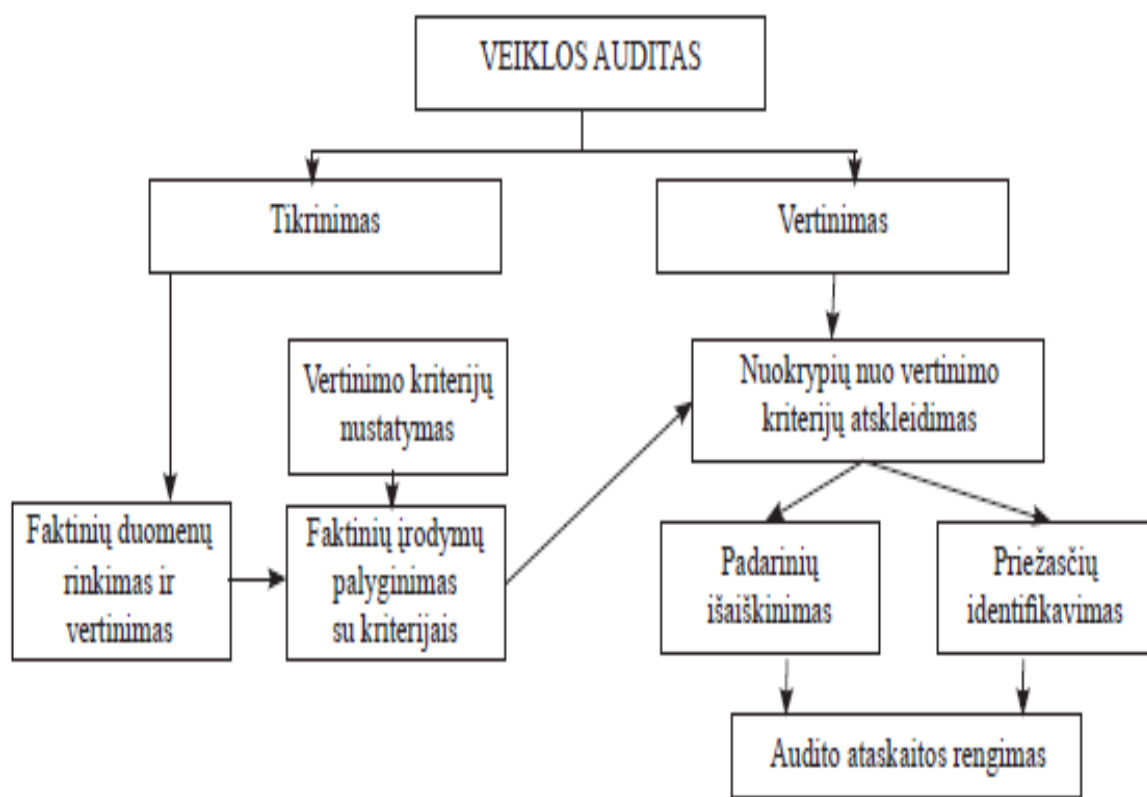 VEIKLOS AUDITAS
Tikrinimas
Vertinimas
Vertinimo kriterijų
nustatymas
Nuokrypių nuo vertinimo
kriterijų atskleidimas
Faktinių duomenų
rinkimas ir
vertinimas
Faktinių įrodymų
palyginimas
su kriterijais
Padarinių
išaiškinimas
Priežasčių
identifikavimas
Audito ataskaitos rengimas